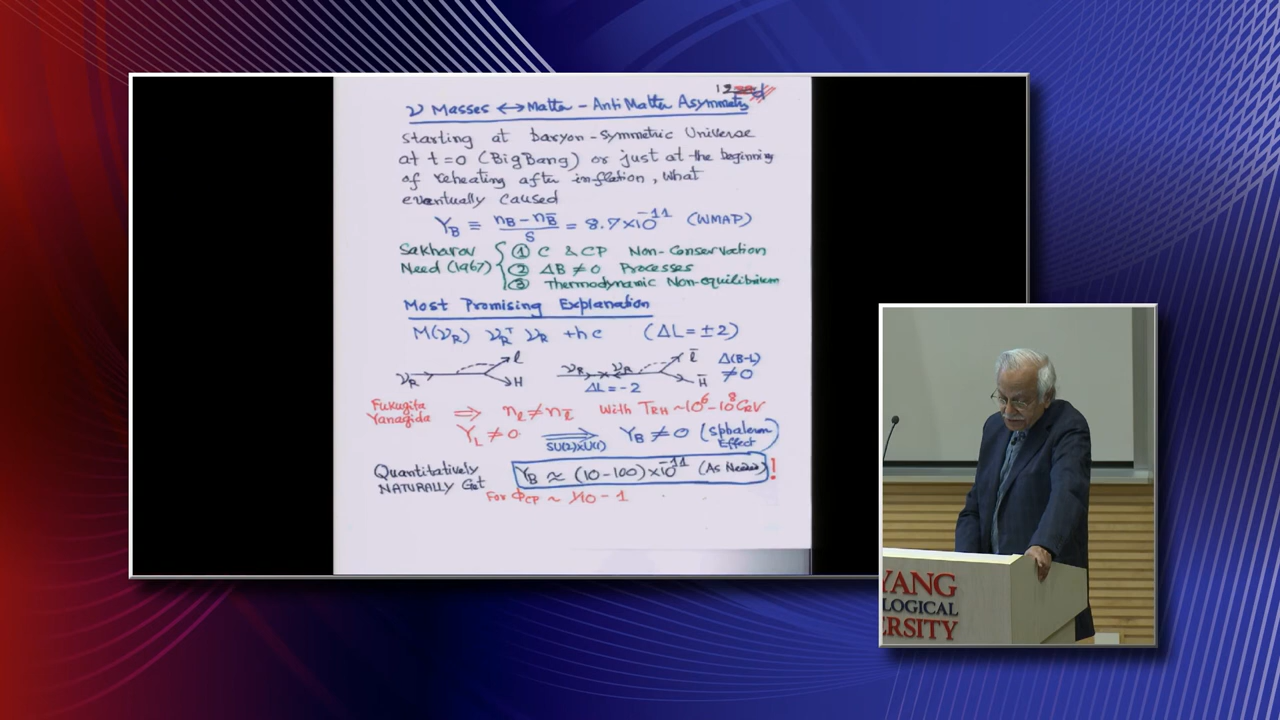 ν Masses ↔ Matter - Anti Matter Asymmetry
Starting at baryon-symmetric Universe
at t=0 (BigBang) or just at the beginning
of reheating after inflation, what
eventually caused
Y_B ≡ (n_B - n_B̄)/S = 8.7×10^-11 (WMAP)
Sakharov Need (1967) { ① C & CP Non-Conservation
② ΔB ≠ 0 Processes
③ Thermodynamic Non-equilibrium
Most Promising Explanation
M(ν_R) ν_R^T ν_R + hc (ΔL = ±2)
ν_R l H ν_R ν_R l̄ H̄ Δ(B-L) ≠ 0
ΔL = -2
Fukugita Yanagida ⇒ n_l ≠ n_l̄ With T_RH ~ 10^6 - 10^8 GeV
Y_L ≠ 0 ⇒ SU(2)×U(1) Y_B ≠ 0 (Sphaleron Effect)
Quantitatively NATURALLY Get Y_B ≈ (10-100)×10^-11 (As Needed) !
For Φ_CP ~ 1/10 - 1
YANG
LOGICAL
ERSITY